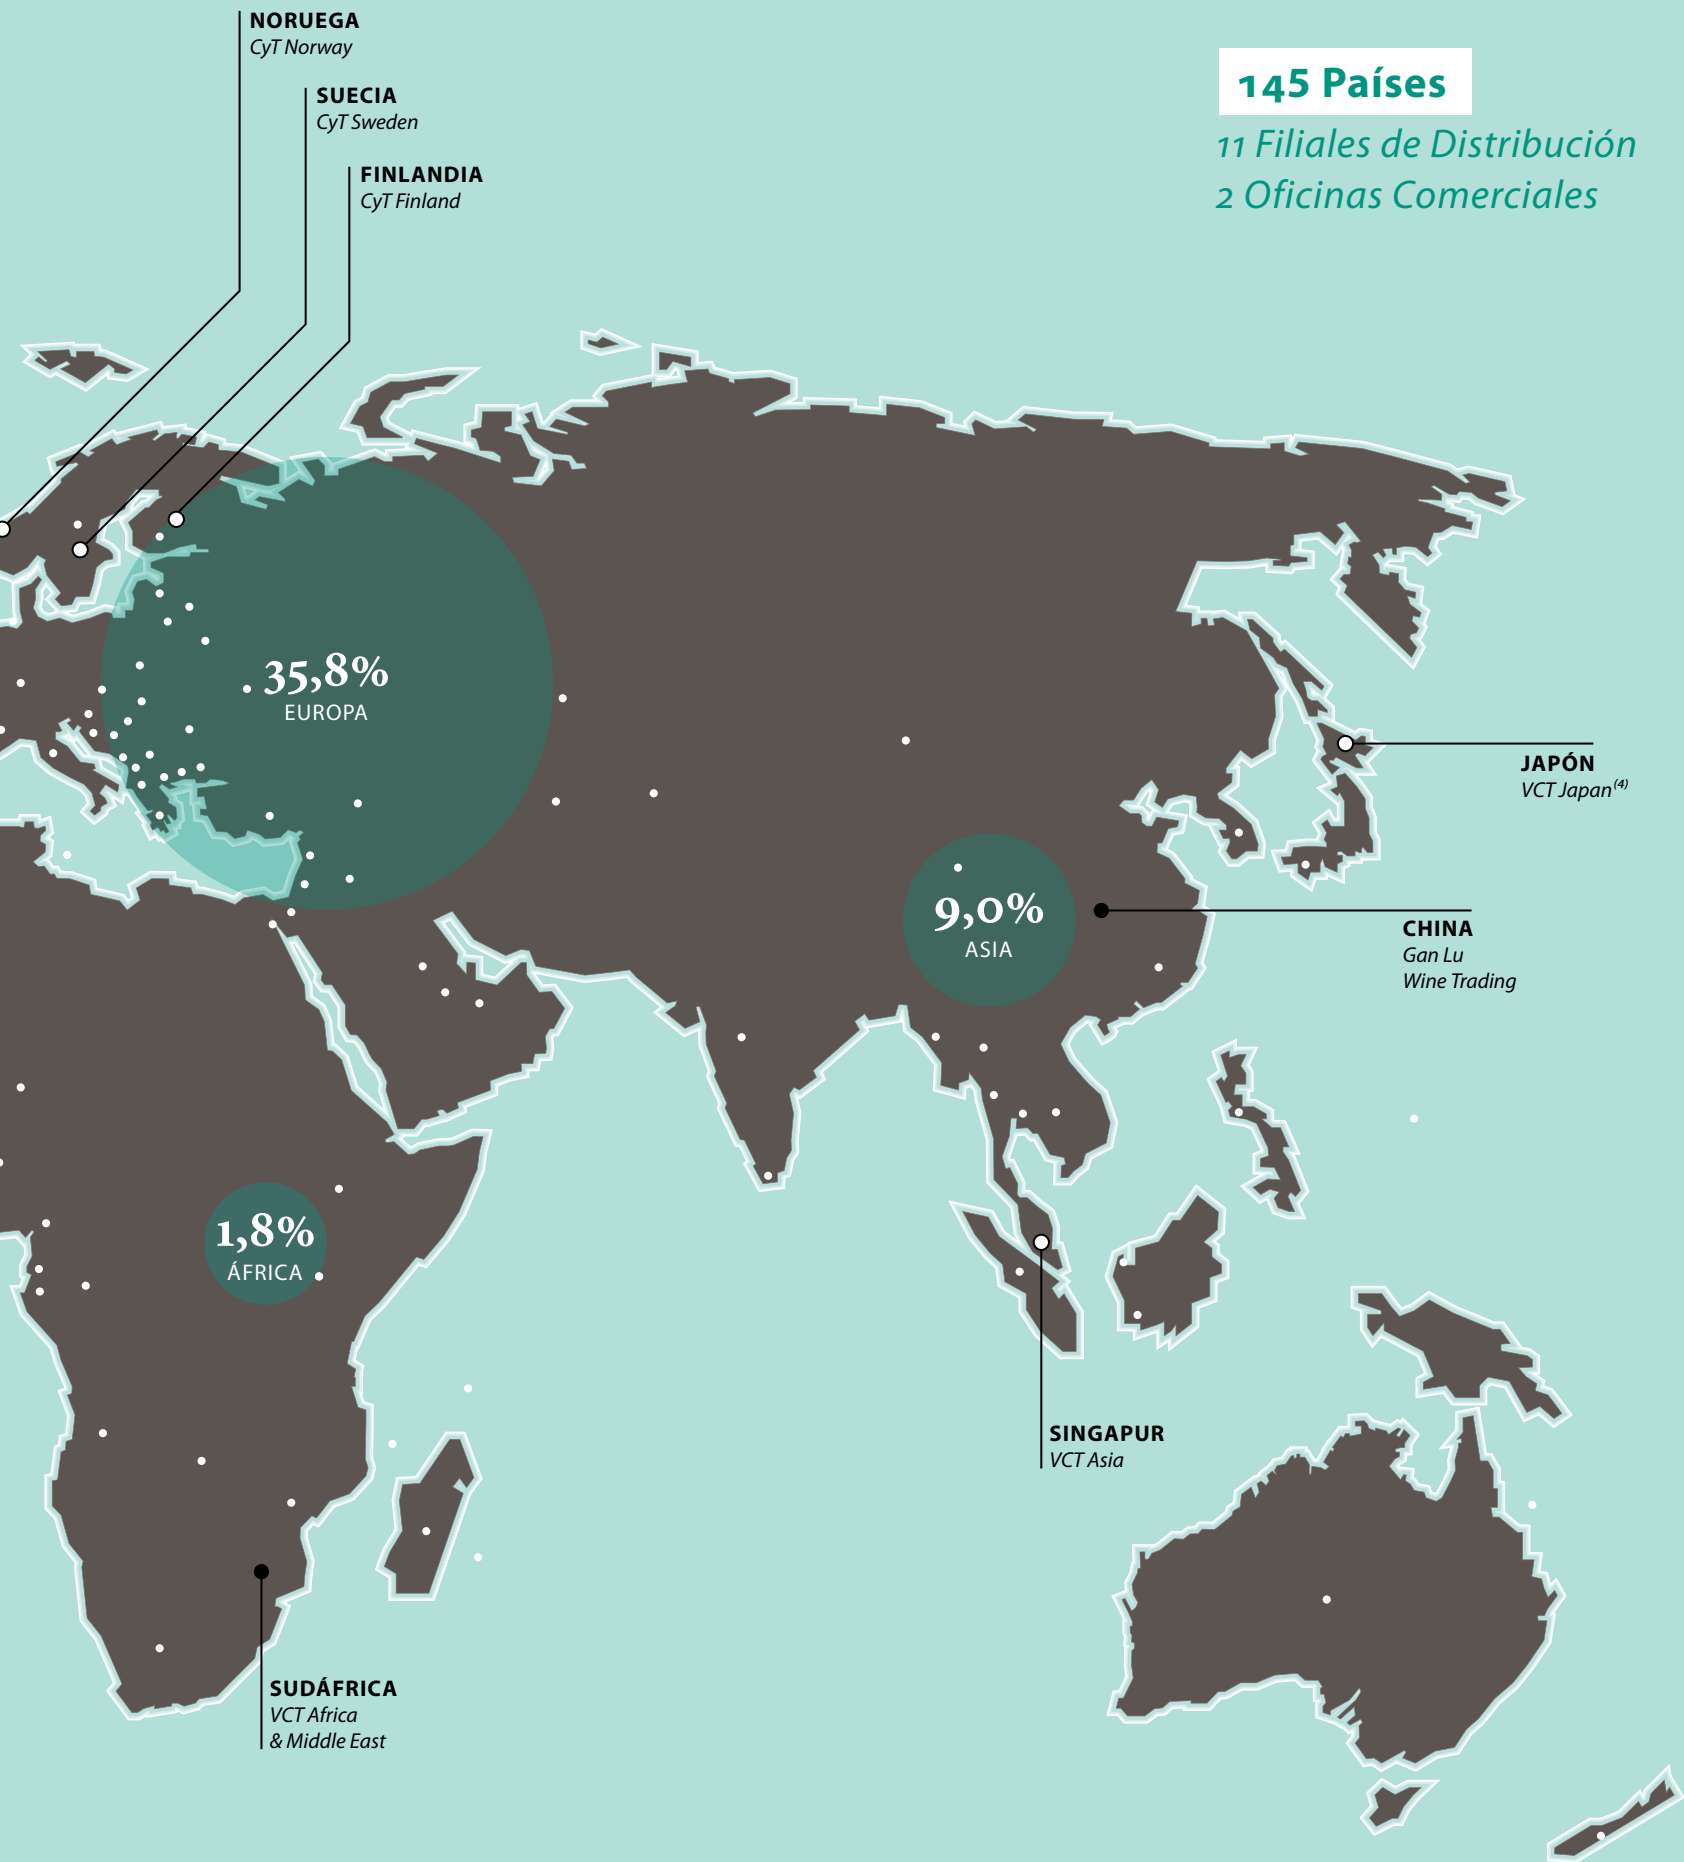 NORUEGA
CyT Norway
SUECIA
CyT Sweden
FINLANDIA
CyT Finland
145 Países
11 Filiales de Distribución
2 Oficinas Comerciales
35,8%
EUROPA
JAPÓN
VCT Japan(4)
9,0%
ASIA
CHINA
Gan Lu
Wine Trading
1,8%
ÁFRICA
SINGAPUR
VCT Asia
SUDÁFRICA
VCT Africa
& Middle East